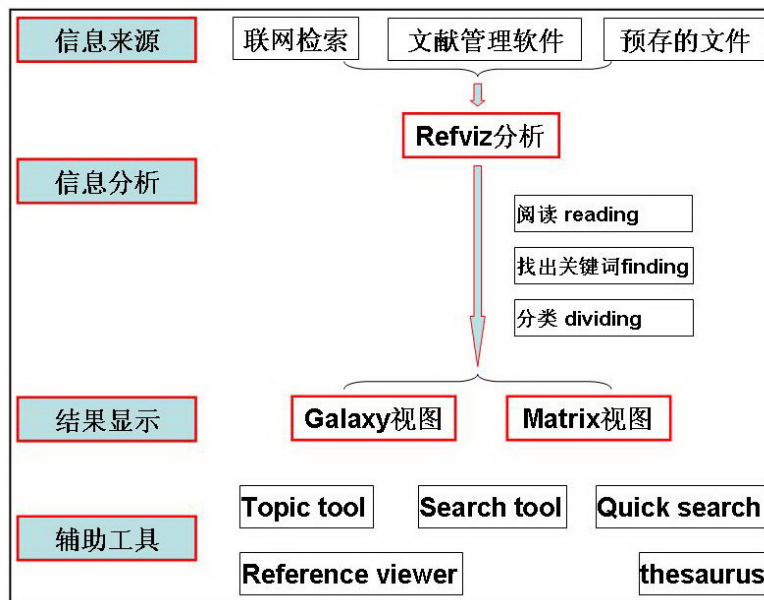 信息来源
联网检索
文献管理软件
预存的文件
Refviz分析
信息分析
阅读 reading
找出关键词finding
分类 dividing
结果显示
Galaxy视图
Matrix视图
辅助工具
Topic tool
Search tool
Quick search
Reference viewer
thesaurus